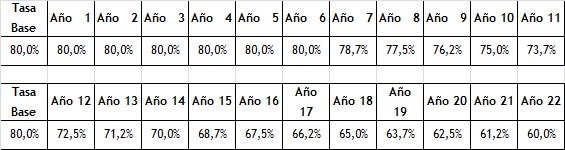 Tasa Base Año 1 Año 2 Año 3 Año 4 Año 5 Año 6 Año 7 Año 8 Año 9 Año 10 Año 11
80,0% 80,0% 80,0% 80,0% 80,0% 80,0% 80,0% 78,7% 77,5% 76,2% 75,0% 73,7%
Tasa Base Año 12 Año 13 Año 14 Año 15 Año 16 Año 17 Año 18 Año 19 Año 20 Año 21 Año 22
80,0% 72,5% 71,2% 70,0% 68,7% 67,5% 66,2% 65,0% 63,7% 62,5% 61,2% 60,0%